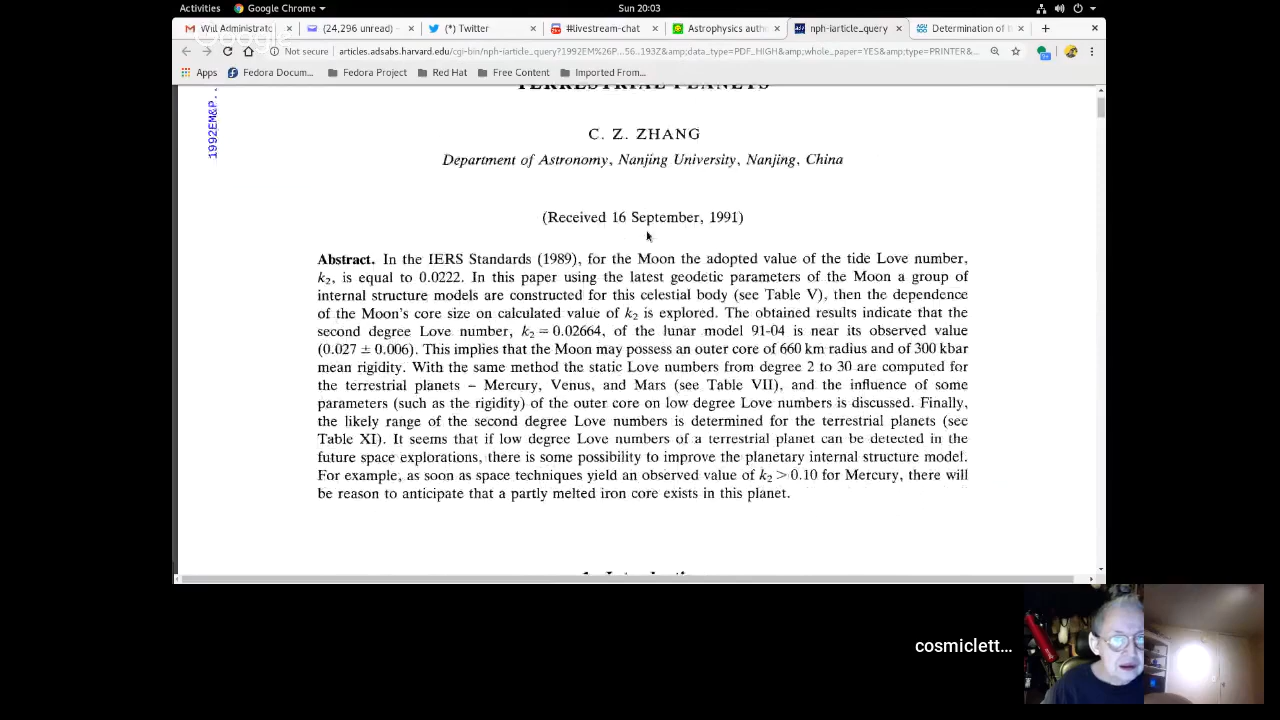 Activities
Google Chrome
Sun 20:03
Wul Administrato
(24,296 unread) -
(*) Twitter
#livestream-chat
Astrophysics auth
nph-iarticle_query
Determination of t
Google
Not secure | articles.adsabs.harvard.edu/cgi-bin/nph-iarticle_query?1992EM%26P...56..193Z&amp;data_type=PDF_HIGH&amp;whole_paper=YES&amp;type=PRINTER&...
Apps
Fedora Docum...
Fedora Project
Red Hat
Free Content
Imported From...
TERRESTRIAL PLANETS
1992EM&P..
C. Z. ZHANG
Department of Astronomy, Nanjing University, Nanjing, China
(Received 16 September, 1991)
Abstract. In the IERS Standards (1989), for the Moon the adopted value of the tide Love number,
k₂, is equal to 0.0222. In this paper using the latest geodetic parameters of the Moon a group of
internal structure models are constructed for this celestial body (see Table V), then the dependence
of the Moon's core size on calculated value of k₂ is explored. The obtained results indicate that the
second degree Love number, k₂ = 0.02664, of the lunar model 91-04 is near its observed value
(0.027 ± 0.006). This implies that the Moon may possess an outer core of 660 km radius and of 300 kbar
mean rigidity. With the same method the static Love numbers from degree 2 to 30 are computed for
the terrestrial planets – Mercury, Venus, and Mars (see Table VII), and the influence of some
parameters (such as the rigidity) of the outer core on low degree Love numbers is discussed. Finally,
the likely range of the second degree Love numbers is determined for the terrestrial planets (see
Table XI). It seems that if low degree Love numbers of a terrestrial planet can be detected in the
future space explorations, there is some possibility to improve the planetary internal structure model.
For example, as soon as space techniques yield an observed value of k₂ > 0.10 for Mercury, there will
be reason to anticipate that a partly melted iron core exists in this planet.
cosmiclett...